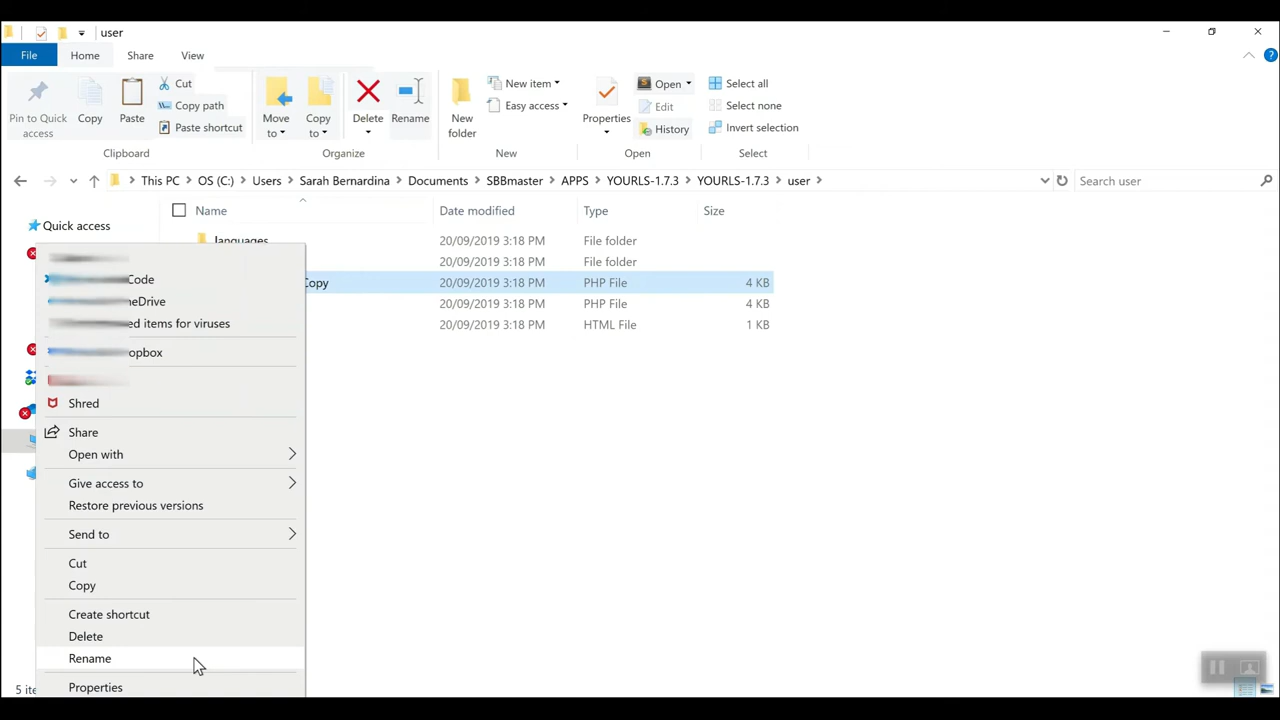 user
File Home Share View
Pin to Quick access
Copy
Paste
Cut
Copy path
Paste shortcut
Move to
Copy to
Delete
Rename
New folder
New item
Easy access
Properties
Open
Edit
History
Select all
Select none
Invert selection
Clipboard Organize New Open Select
This PC > OS (C:) > Users > Sarah Bernardina > Documents > SBBmaster > APPS > YOURLS-1.7.3 > YOURLS-1.7.3 > user >
Search user
Name Date modified Type Size
Quick access
languages 20/09/2019 3:18 PM File folder
20/09/2019 3:18 PM File folder
Copy 20/09/2019 3:18 PM PHP File 4 KB
20/09/2019 3:18 PM PHP File 4 KB
20/09/2019 3:18 PM HTML File 1 KB
Code
neDrive
ed items for viruses
opbox
Shred
Share
Open with
Give access to
Restore previous versions
Send to
Cut
Copy
Create shortcut
Delete
Rename
Properties
5 ite